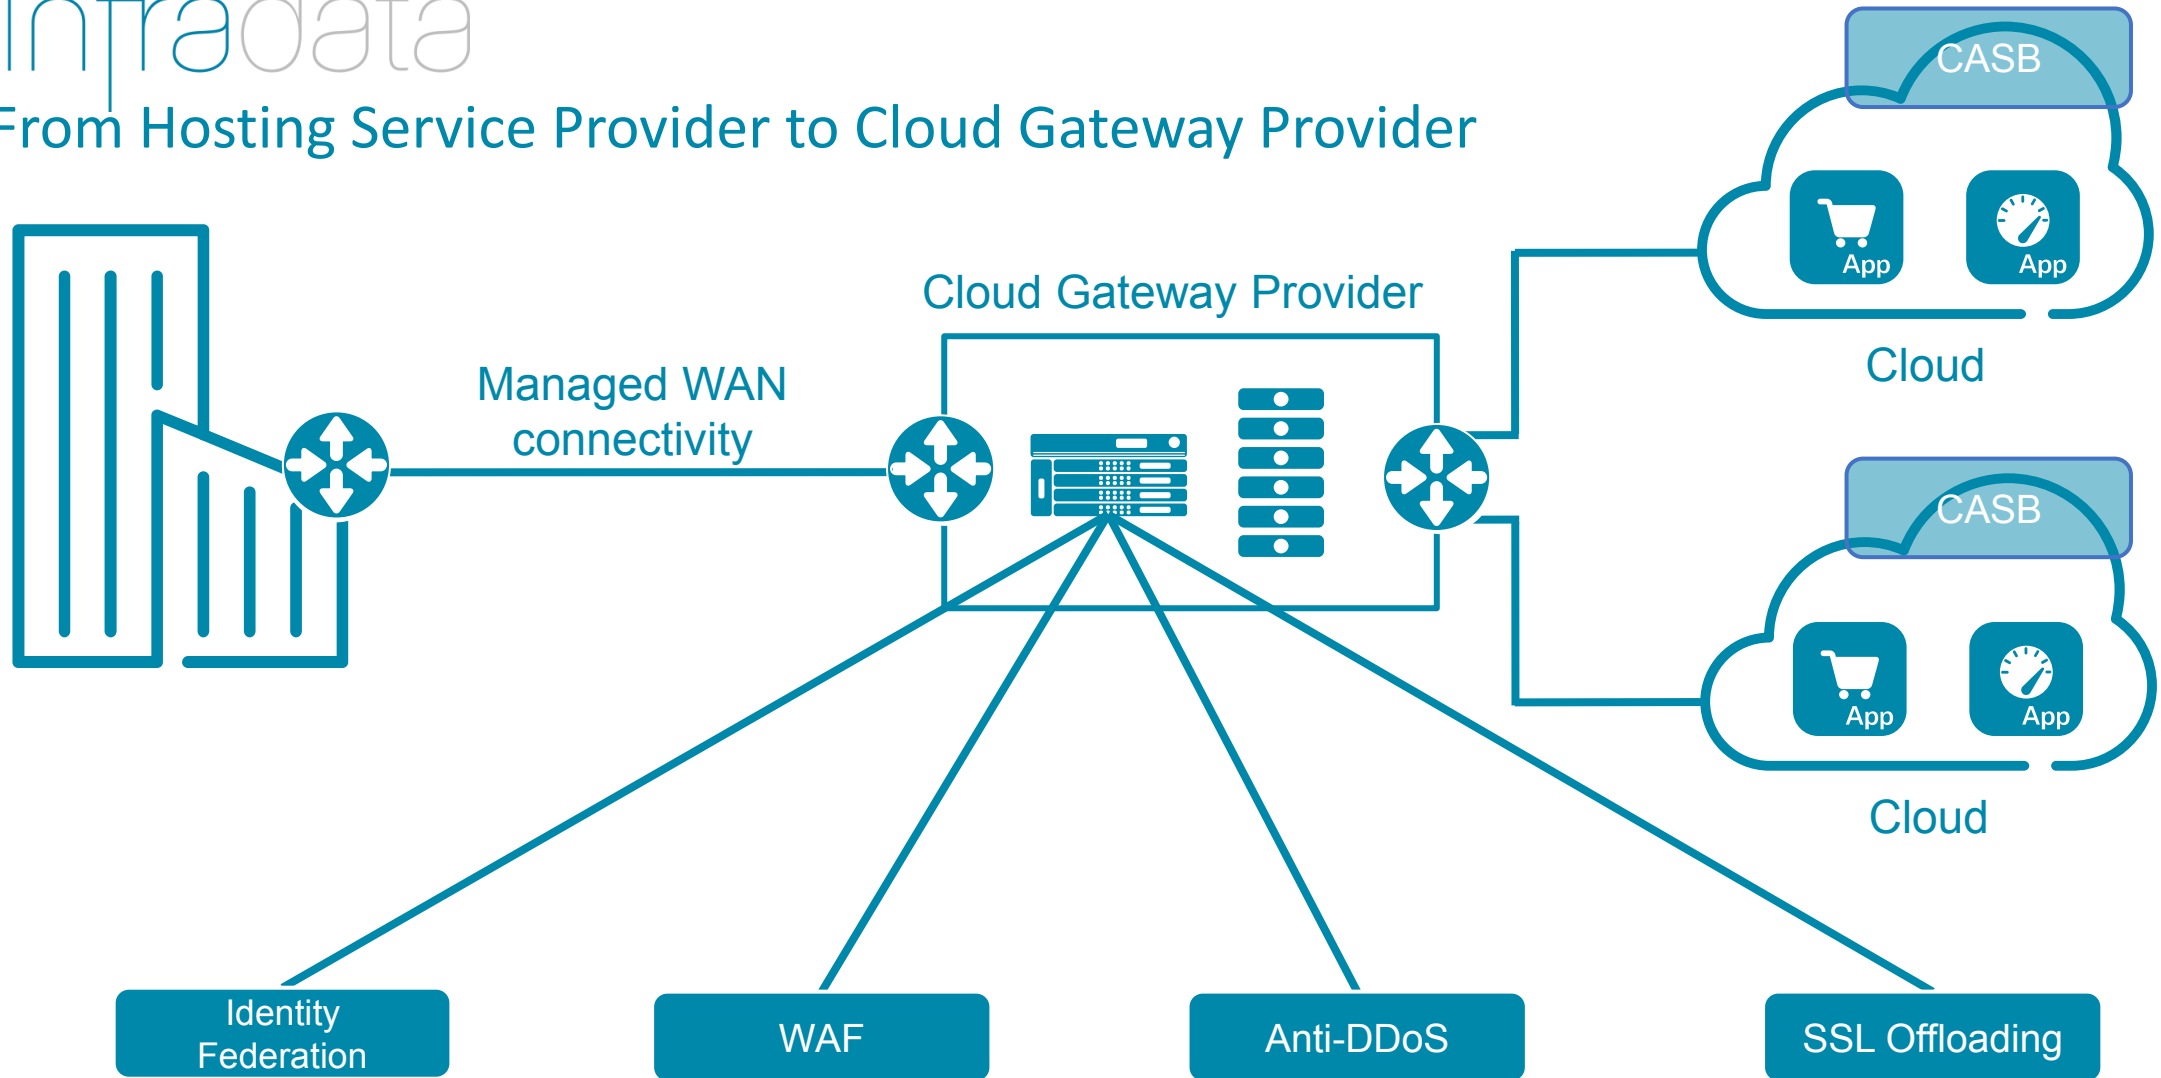 infradata
From Hosting Service Provider to Cloud Gateway Provider
CASB
App App
Cloud
Cloud Gateway Provider
Managed WAN
connectivity
CASB
App App
Cloud
Identity
Federation
WAF
Anti-DDoS
SSL Offloading